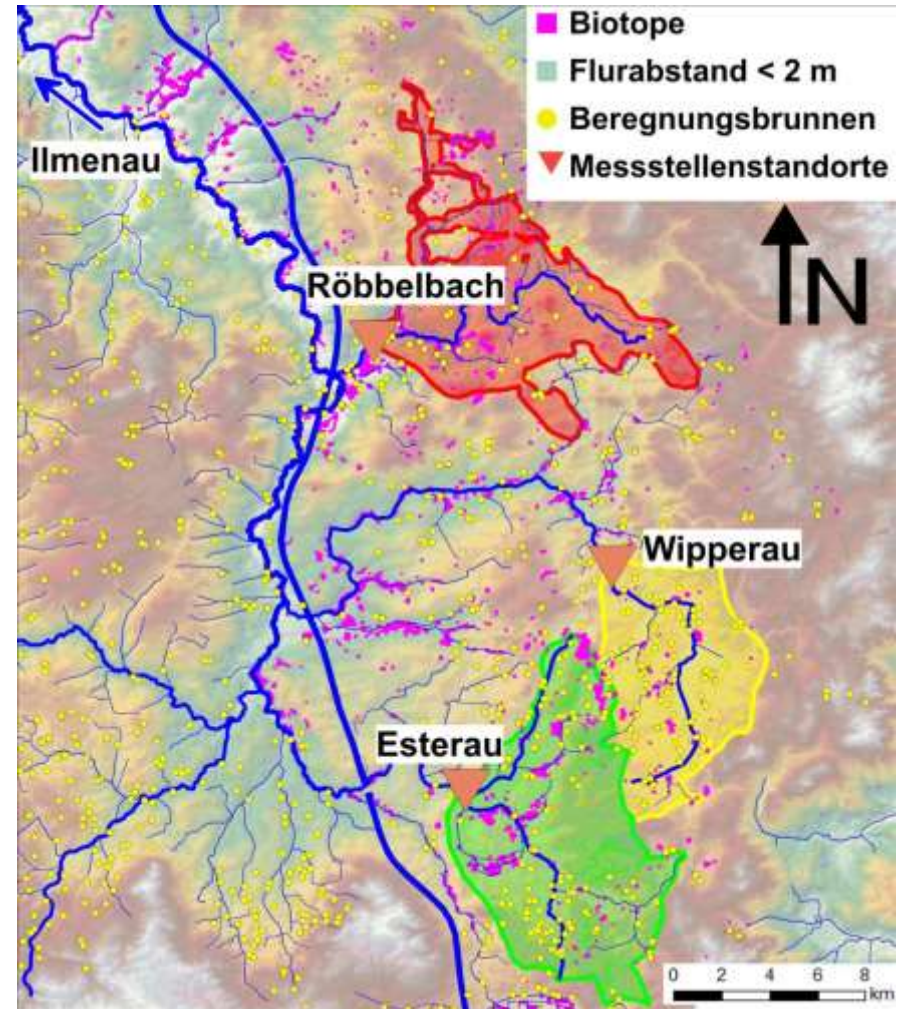 Biotope
Flurabstand < 2 m
Beregnungsbrunnen
Messstellenstandorte
Ilmenau
N
Röbbelbach
Wipperau
Esterau
0 2 4 6 8
km